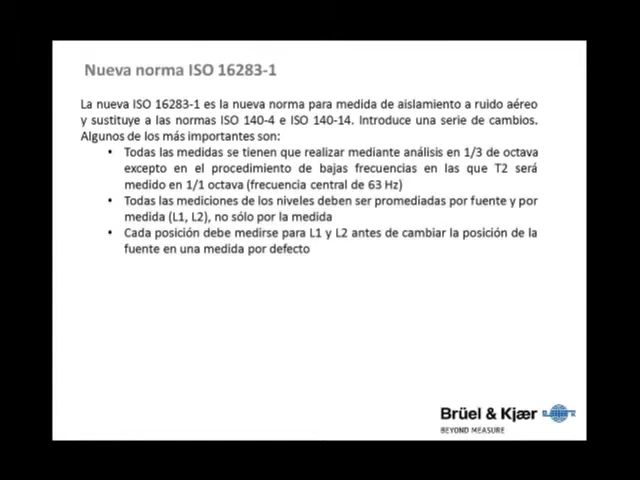 Nueva norma ISO 16283-1
La nueva ISO 16283-1 es la nueva norma para medida de aislamiento a ruido aéreo
y sustituye a las normas ISO 140-4 e ISO 140-14. Introduce una serie de cambios.
Algunos de los más importantes son:
• Todas las medidas se tienen que realizar mediante análisis en 1/3 de octava
excepto en el procedimiento de bajas frecuencias en las que T2 será
medido en 1/1 octava (frecuencia central de 63 Hz)
• Todas las mediciones de los niveles deben ser promediadas por fuente y por
medida (L1, L2), no sólo por la medida
• Cada posición debe medirse para L1 y L2 antes de cambiar la posición de la
fuente en una medida por defecto
Brüel & Kjær
BEYOND MEASURE